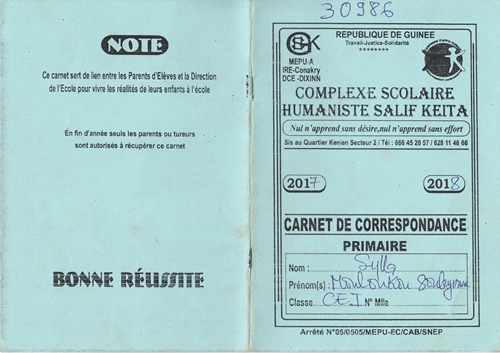 NOTE
Ce carnet sert de lien entre les Parents d'Elèves et la Direction
de l'Ecole pour vivre les réalités de leurs enfants à l'école
En fin d'année seuls les parents ou tureurs
sont autorisés à récupérer ce carnet
BONNE RÉUSSITE
30986
REPUBLIQUE DE GUINEE
Travail-Justice-Solidarité
********
MEPU-A
IRE-Conakry
DCE -DIXINN
COMPLEXE SCOLAIRE
HUMANISTE SALIF KEITA
Nul n'apprend sans désire,nul n'apprend sans effort
Sis au Quartier Kenien Secteur 2 / Tél : 666 45 20 57 / 628 11 46 66
2017 2018
CARNET DE CORRESPONDANCE
PRIMAIRE
Nom : Sylla
Prénom(s) :
Classe CEI N° Mlle
Arrêté N°05/0505/MEPU-EC/CAB/SNEP